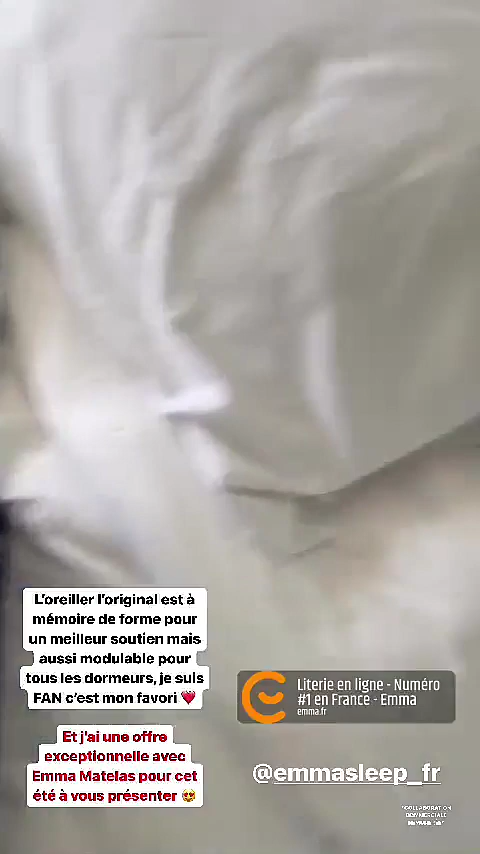 L'oreiller l'original est à
mémoire de forme pour
un meilleur soutien mais
aussi modulable pour
tous les dormeurs, je suis
FAN c'est mon favori ❤️
Et j'ai une offre
exceptionnelle avec
Emma Matelas pour cet
été à vous présenter 😍
Literie en ligne - Numéro
#1 en France - Emma
emma.fr
@emmasleep_fr
COLLABORATION
COMMERCIALE